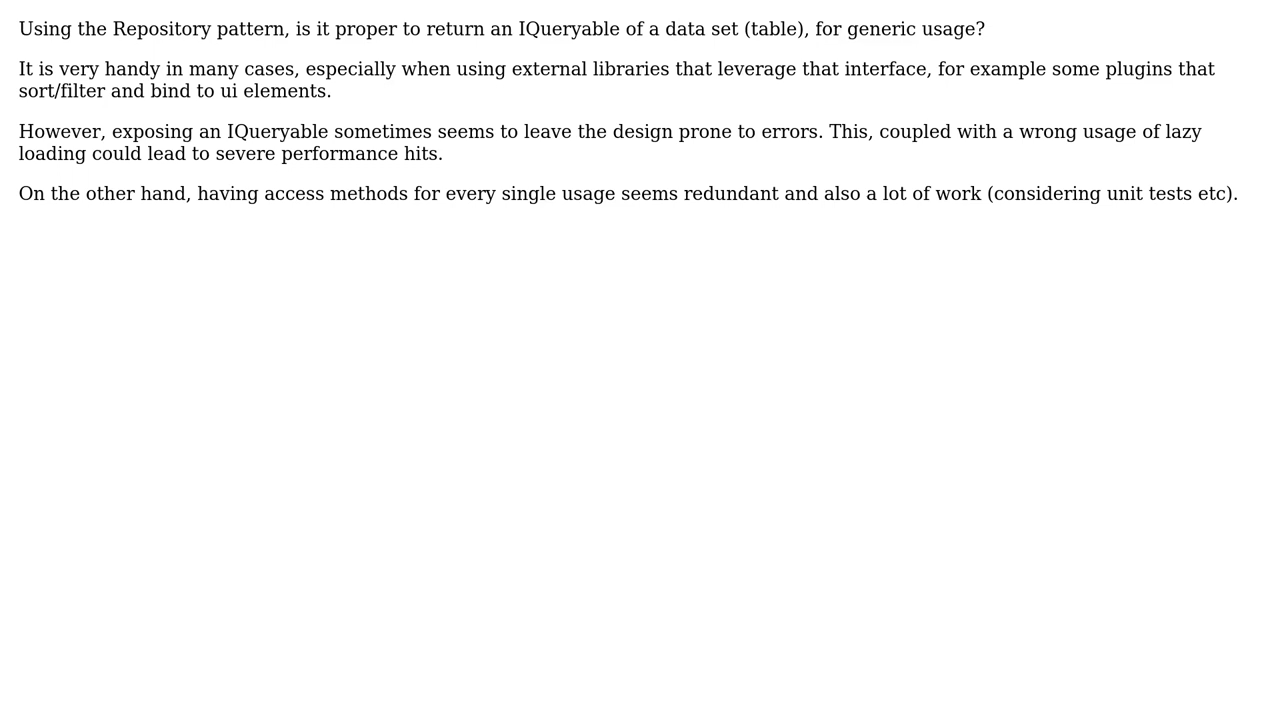 Using the Repository pattern, is it proper to return an IQueryable of a data set (table), for generic usage?
It is very handy in many cases, especially when using external libraries that leverage that interface, for example some plugins that
sort/filter and bind to ui elements.
However, exposing an IQueryable sometimes seems to leave the design prone to errors. This, coupled with a wrong usage of lazy
loading could lead to severe performance hits.
On the other hand, having access methods for every single usage seems redundant and also a lot of work (considering unit tests etc).